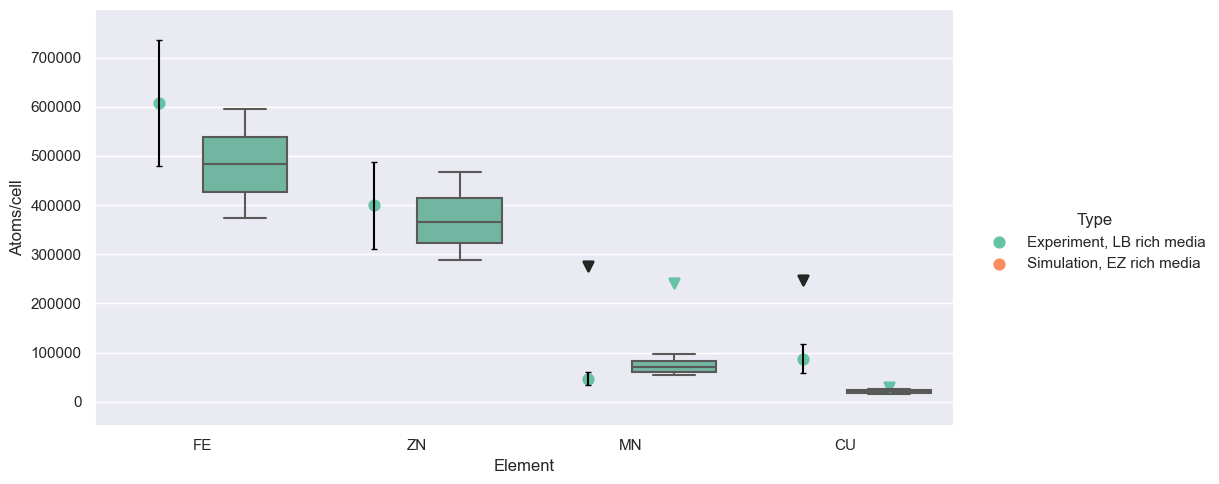 700000
600000
500000
400000
300000
200000
100000
0
Atoms/cell
FE
ZN
MN
CU
Element
Type
Experiment, LB rich media
Simulation, EZ rich media